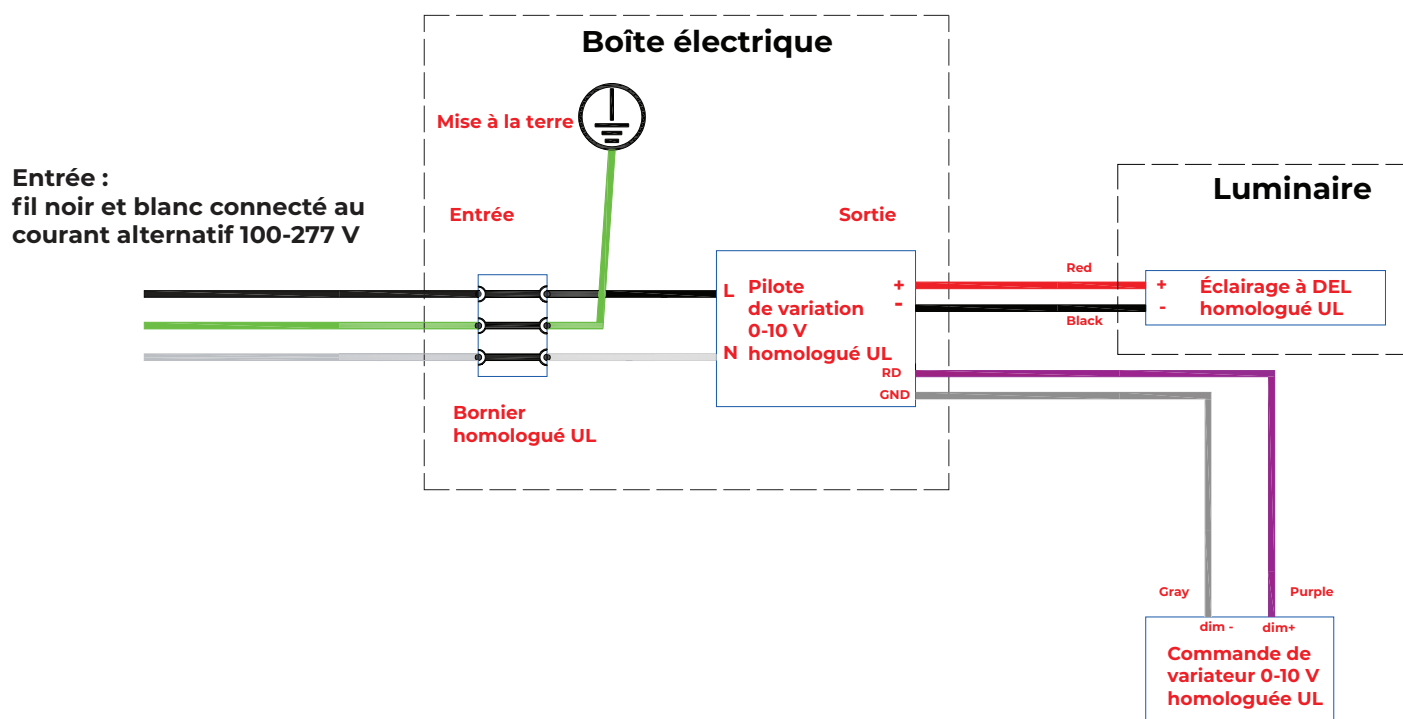 Boîte électrique
Mise à la terre
Entrée :
fil noir et blanc connecté au
courant alternatif 100-277 V
Entrée
Sortie
Luminaire
L
N
Pilote
de variation
0-10 V
homologué UL
+
-
RD
GND
Red
Black
+
-
Éclairage à DEL
homologué UL
Bornier
homologué UL
Gray
Purple
dim -
dim+
Commande de
variateur 0-10 V
homologuée UL